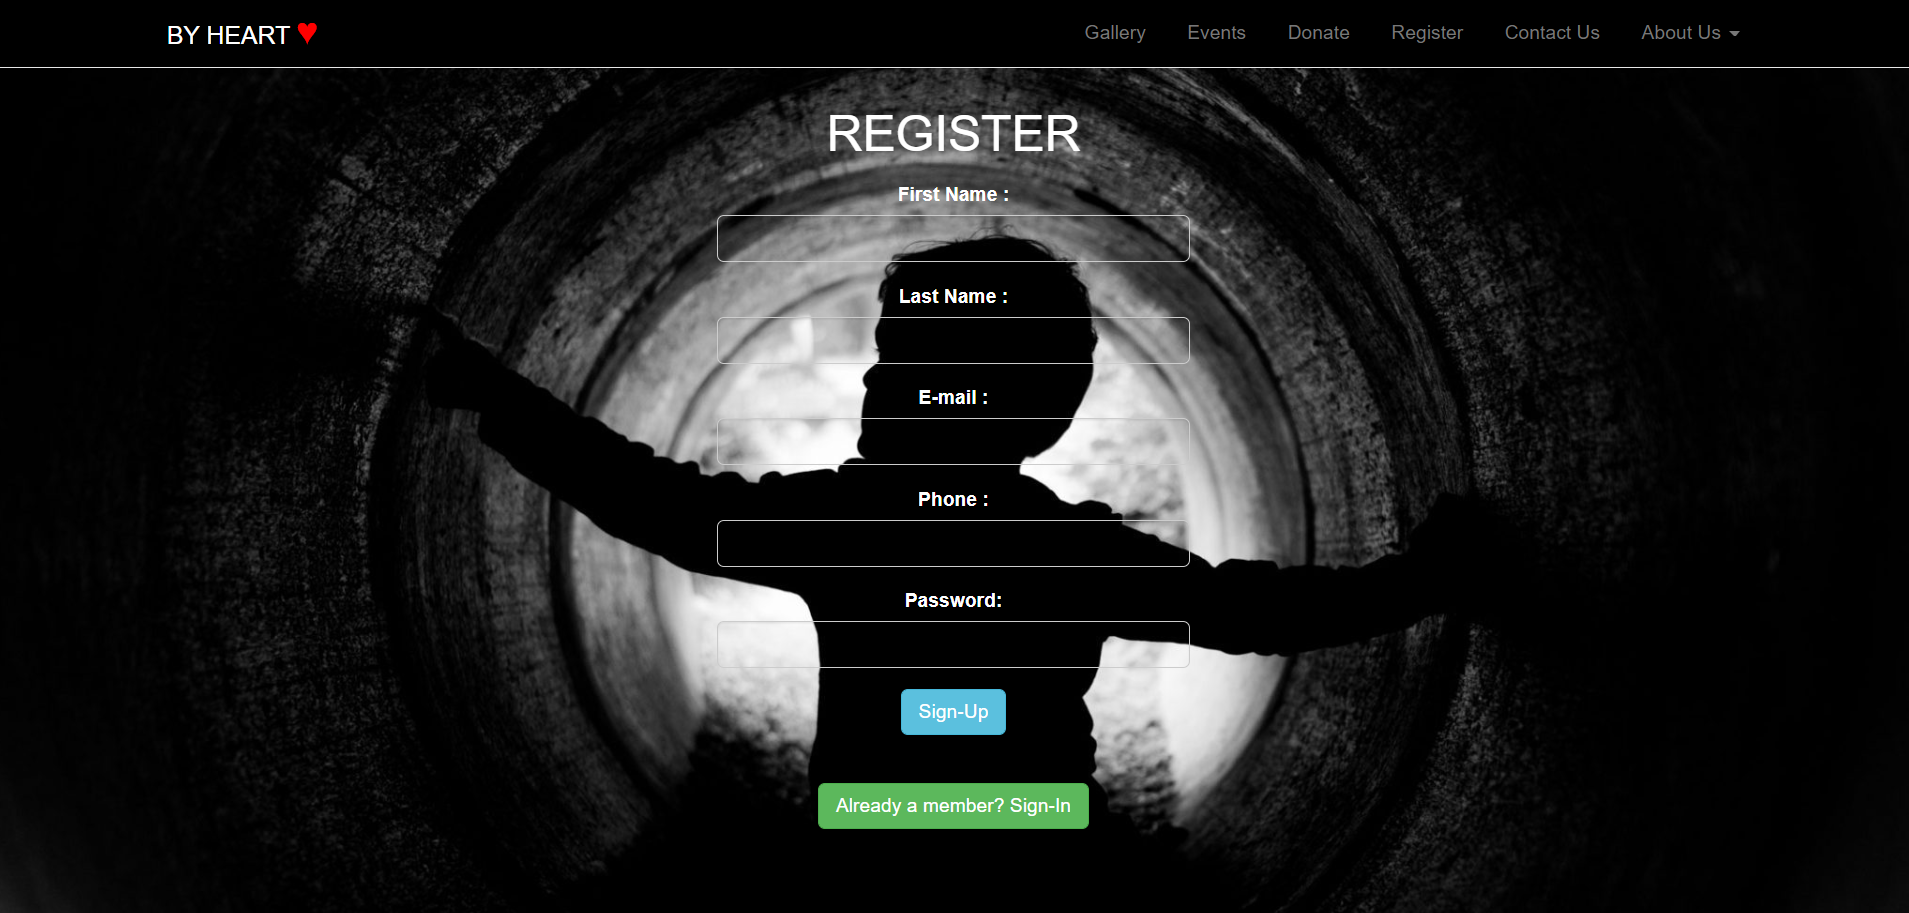 BY HEART ♥
Gallery Events Donate Register Contact Us About Us
REGISTER
First Name :
Last Name :
E-mail :
Phone :
Password:
Sign-Up
Already a member? Sign-In